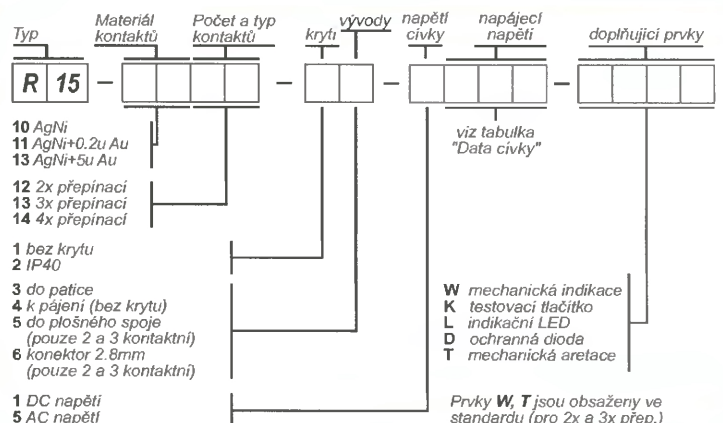 Typ
Materiál
kontaktů
Počet a typ
kontaktů
krytí
vývody
napětí
cívky
napájecí
napětí
doplňující prvky
R 15 - - - -
10 AgNi
11 AgNi+0.2u Au
13 AgNi+5u Au
viz tabulka
"Data cívky"
12 2x přepínací
13 3x přepínací
14 4x přepínací
1 bez krytu
2 IP40
3 do patice
4 k pájení (bez krytu)
5 do plošného spoje
(pouze 2 a 3 kontaktní)
6 konektor 2.8mm
(pouze 2 a 3 kontaktní)
W mechanická indikace
K testovací tlačítko
L indikační LED
D ochranná dioda
T mechanická aretace
1 DC napětí
5 AC napětí
Prvky W, T jsou obsaženy ve
standardu (pro 2x a 3x přep.)